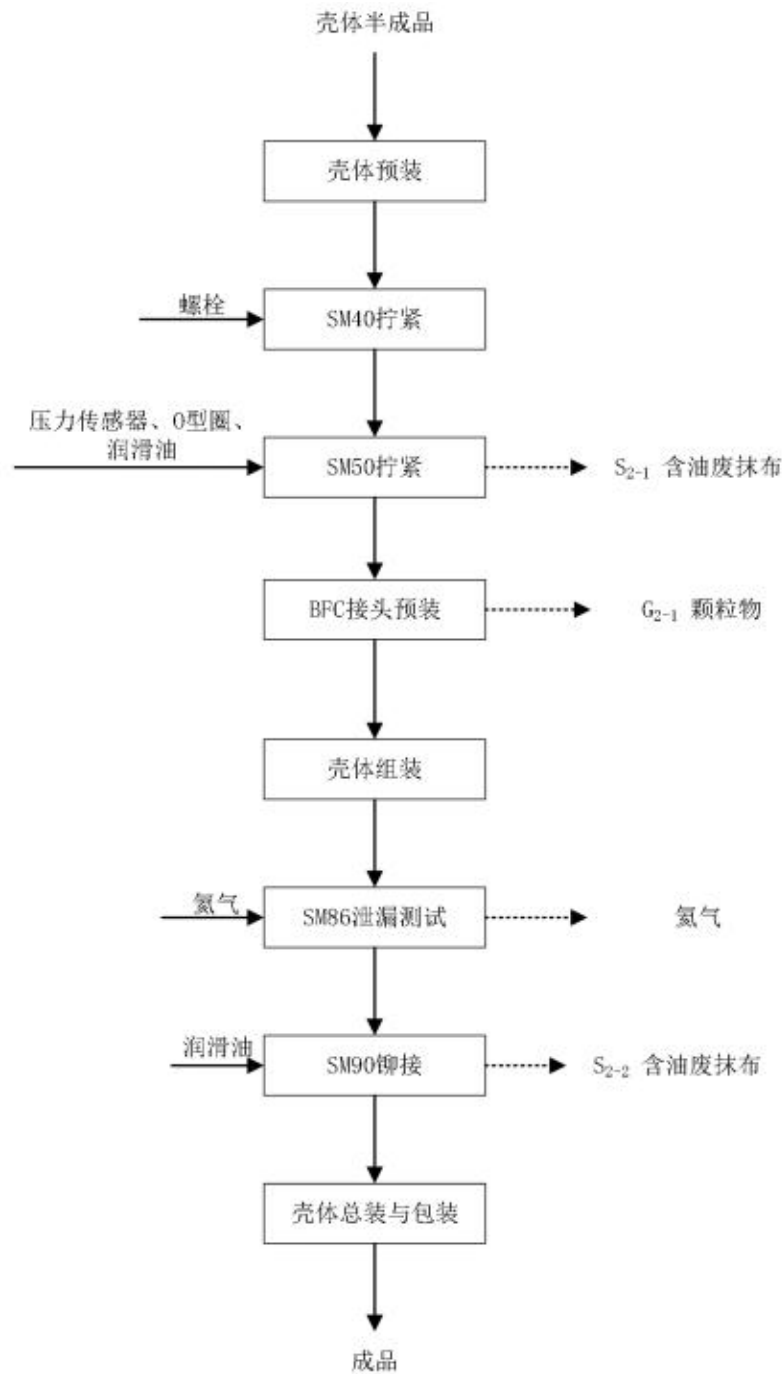 壳体半成品
壳体预装
螺栓
SM40拧紧
压力传感器、O型圈、
润滑油
SM50拧紧
S₂₋₁ 含油废抹布
BFC接头预装
G₂₋₁ 颗粒物
壳体组装
氦气
SM86泄漏测试
氦气
润滑油
SM90铆接
S₂₋₂ 含油废抹布
壳体总装与包装
成品